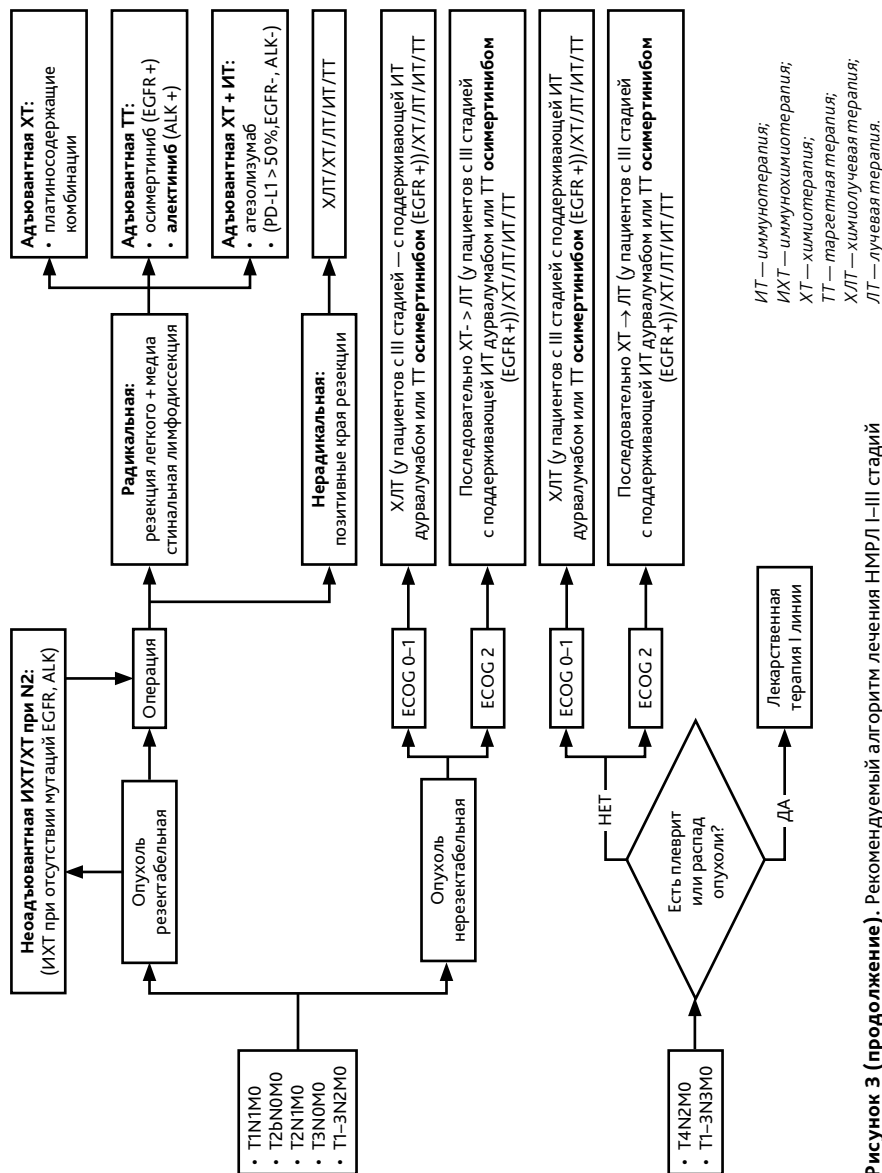 • T1N1M0
• T2bN0M0
• T2N1M0
• T3N0M0
• T1–3N2M0
Неоадъювантная ИХТ/ХТ при N2:
(ИХТ при отсутствии мутаций EGFR, ALK)
Опухоль
резектабельная
Операция
Радикальная:
резекция легкого + медиа
стинальная лимфодиссекция
Адъювантная ХТ:
• платиносодержащие
комбинации
Адъювантная ТТ:
• осимертиниб (EGFR +)
• алектиниб (ALK +)
Адъювантная ХТ + ИТ:
• атезолизумаб
• (PD-L1 > 50 %,EGFR-, ALK-)
Нерадикальная:
позитивные края резекции
ХЛТ/ХТ/ЛТ/ИТ/ТТ
Опухоль
нерезектабельная
ECOG 0–1
ХЛТ (у пациентов с III стадией — с поддерживающей ИТ
дурвалумабом или ТТ осимертинибом (EGFR +))/ХТ/ЛТ/ИТ/ТТ
ECOG 2
Последовательно ХТ- > ЛТ (у пациентов с III стадией
с поддерживающей ИТ дурвалумабом или ТТ осимертинибом
(EGFR +))/ХТ/ЛТ/ИТ/ТТ
• T4N2M0
• T1–3N3M0
Есть плеврит
или распад
опухоли?
НЕТ
ECOG 0–1
ХЛТ (у пациентов с III стадией с поддерживающей ИТ
дурвалумабом или ТТ осимертинибом (EGFR +))/ХТ/ЛТ/ИТ/ТТ
ECOG 2
Последовательно ХТ → ЛТ (у пациентов с III стадией
с поддерживающей ИТ дурвалумабом или ТТ осимертинибом
(EGFR +))/ХТ/ЛТ/ИТ/ТТ
ДА
Лекарственная
терапия I линии
ИТ — иммунотерапия;
ИХТ — иммунохимиотерапия;
ХТ — химиотерапия;
ТТ — таргетная терапия;
ХЛТ — химиолучевая терапия;
ЛТ — лучевая терапия.
Рисунок 3 (продолжение). Рекомендуемый алгоритм лечения НМРЛ I–III стадий